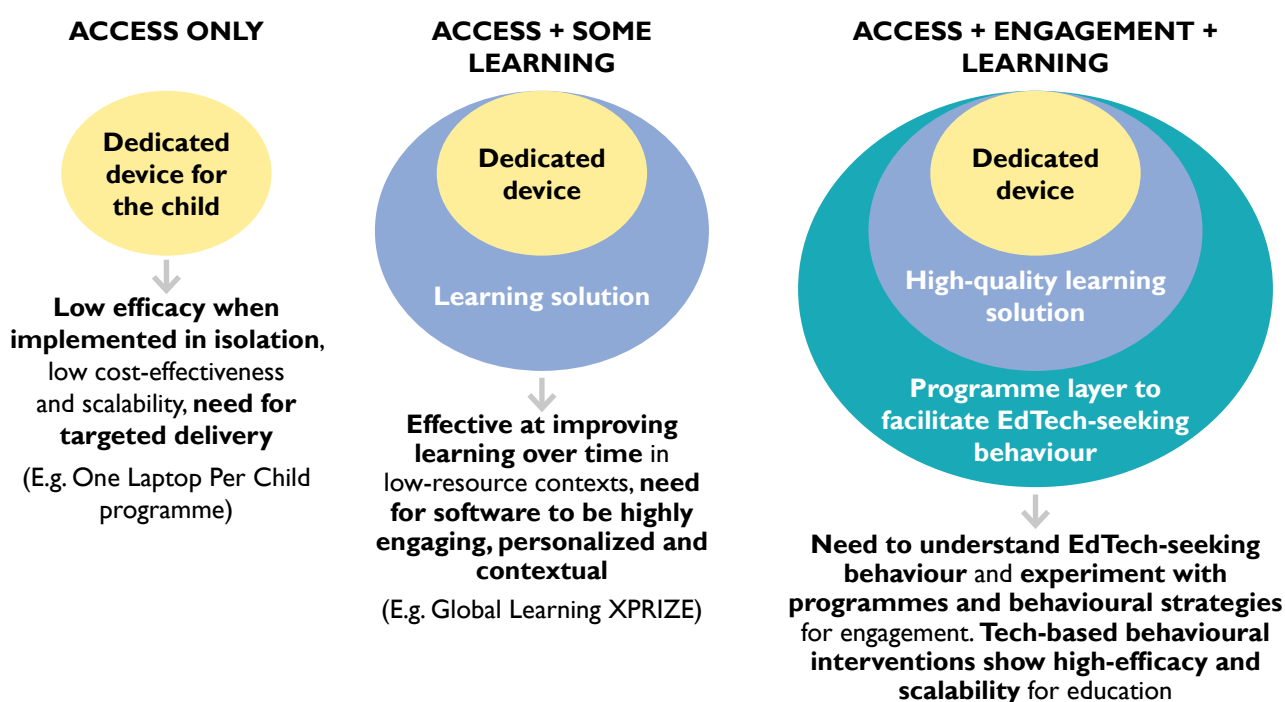 ACCESS ONLY
Dedicated
device for
the child
Low efficacy when
implemented in isolation,
low cost-effectiveness
and scalability, need for
targeted delivery
(E.g. One Laptop Per Child
programme)
ACCESS + SOME
LEARNING
Dedicated
device
Learning solution
Effective at improving
learning over time in
low-resource contexts, need
for software to be highly
engaging, personalized and
contextual
(E.g. Global Learning XPRIZE)
ACCESS + ENGAGEMENT +
LEARNING
Dedicated
device
High-quality learning
solution
Programme layer to
facilitate EdTech-seeking
behaviour
Need to understand EdTech-seeking
behaviour and experiment with
programmes and behavioural strategies
for engagement. Tech-based behavioural
interventions show high-efficacy and
scalability for education